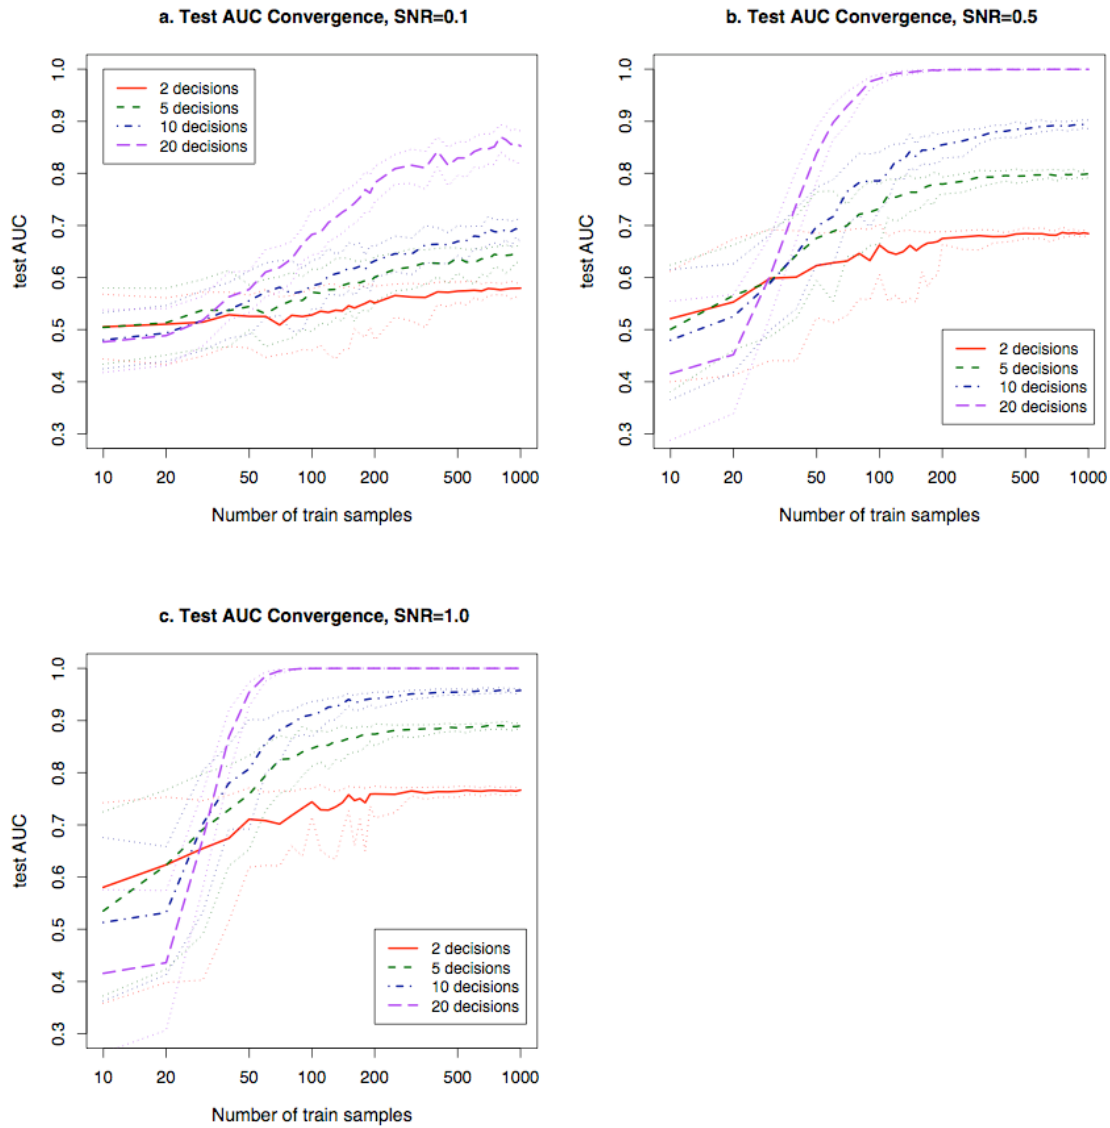 a. Test AUC Convergence, SNR=0.1
test AUC
1.0
0.9
0.8
0.7
0.6
0.5
0.4
0.3
2 decisions
5 decisions
10 decisions
20 decisions
10 20 50 100 200 500 1000
Number of train samples
b. Test AUC Convergence, SNR=0.5
test AUC
1.0
0.9
0.8
0.7
0.6
0.5
0.4
0.3
2 decisions
5 decisions
10 decisions
20 decisions
10 20 50 100 200 500 1000
Number of train samples
c. Test AUC Convergence, SNR=1.0
test AUC
1.0
0.9
0.8
0.7
0.6
0.5
0.4
0.3
2 decisions
5 decisions
10 decisions
20 decisions
10 20 50 100 200 500 1000
Number of train samples